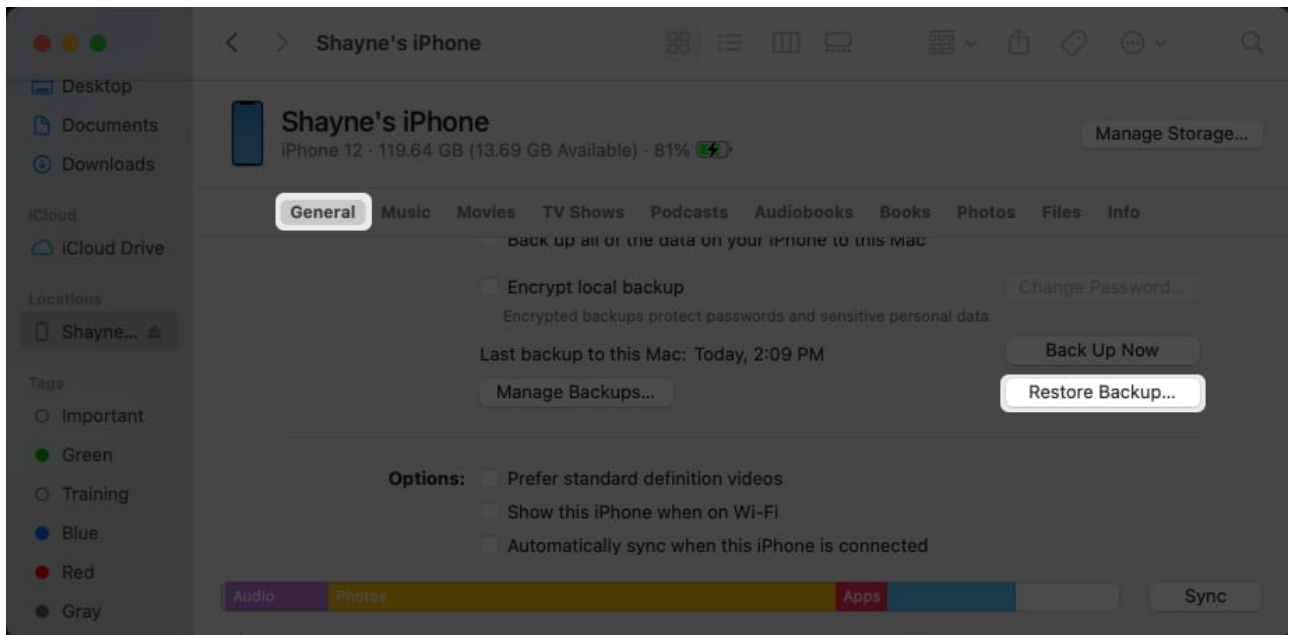 Shayne's iPhone
Desktop
Documents
Downloads
iCloud
iCloud Drive
Locations
Shayne...
Tags
Important
Green
Training
Blue
Red
Gray
Shayne's iPhone
iPhone 12 · 119.64 GB (13.69 GB Available) · 81%
Manage Storage...
General Music Movies TV Shows Podcasts Audiobooks Books Photos Files Info
Back up all of the data on your iPhone to this Mac
Encrypt local backup
Change Password...
Encrypted backups protect passwords and sensitive personal data.
Last backup to this Mac: Today, 2:09 PM
Back Up Now
Manage Backups...
Restore Backup...
Options: Prefer standard definition videos
Show this iPhone when on Wi-Fi
Automatically sync when this iPhone is connected
Audio Photos Apps
Sync